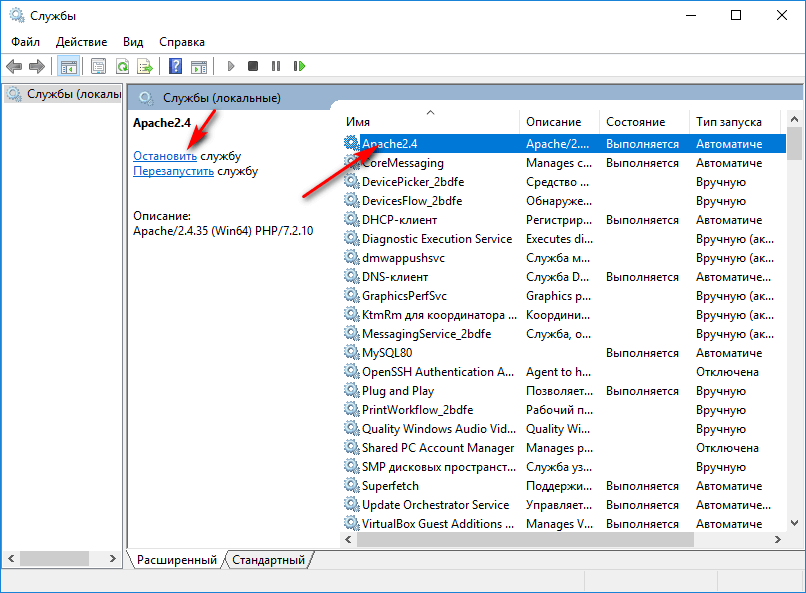 Службы
Файл Действие Вид Справка
Службы (локаль
Службы (локальные)
Apache2.4
Остановить службу
Перезапустить службу
Описание:
Apache/2.4.35 (Win64) PHP/7.2.10
Имя Описание Состояние Тип запуска
Apache2.4 Apache/2.... Выполняется Автоматиче
CoreMessaging Manages c... Выполняется Автоматиче
DevicePicker_2bdfe Средство ... Вручную
DevicesFlow_2bdfe Обнаруже... Вручную
DHCP-клиент Регистрир... Выполняется Автоматиче
Diagnostic Execution Service Executes di... Вручную (ак...
dmwappushsvc Служба м... Вручную (ак...
DNS-клиент Служба D... Выполняется Автоматиче...
GraphicsPerfSvc Graphics p... Вручную (ак...
KtmRm для координатора ... Координи... Вручную (ак...
MessagingService_2bdfe Служба, о... Вручную (ак...
MySQL80 Выполняется Автоматиче
OpenSSH Authentication A... Agent to h... Отключена
Plug and Play Позволяет... Выполняется Вручную
PrintWorkflow_2bdfe Рабочий п... Вручную
Quality Windows Audio Vid... Quality Wi... Вручную
Shared PC Account Manager Manages p... Отключена
SMP дисковых пространст... Служба уз... Вручную
Superfetch Поддержи... Выполняется Автоматиче
Update Orchestrator Service Управляет... Выполняется Автоматиче...
VirtualBox Guest Additions ... Manages V... Выполняется Автоматиче
Расширенный Стандартный